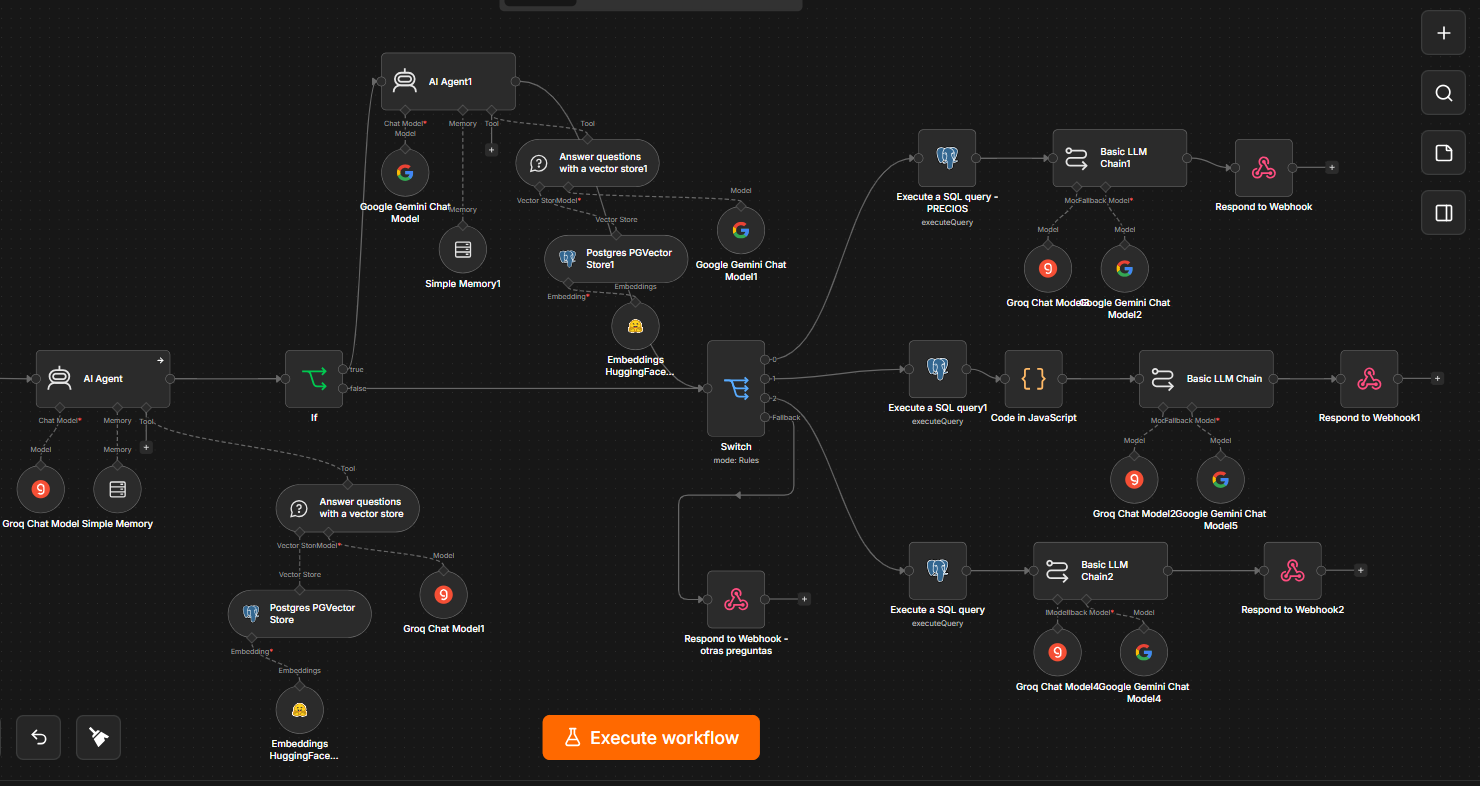 AI Agent1
Chat Model*
Memory
Tool
Model
Tool
+
Answer questions
with a vector store1
Google Gemini Chat
Model
Memory
Simple Memory1
Vector Store
Model*
Model
Vector Store
Postgres PGVector
Store1
Google Gemini Chat
Model1
Embedding*
Embeddings
Embeddings
HuggingFace...
Execute a SQL query -
PRECIOS
executeQuery
Basic LLM
Chain1
Respond to Webhook
+
Fallback Model*
Model
Model
Groq Chat Model3
Google Gemini Chat
Model2
AI Agent
Chat Model*
Memory
Tool
Model
Memory
+
Groq Chat Model
Simple Memory
If
true
false
Tool
Answer questions
with a vector store
Vector Store
Model*
Model
Vector Store
Postgres PGVector
Store
Groq Chat Model1
Embedding*
Embeddings
Embeddings
HuggingFace...
Switch
mode: Rules
0
1
2
Fallback
Respond to Webhook -
otras preguntas
+
Execute a SQL query1
executeQuery
Code in JavaScript
Basic LLM Chain
Respond to Webhook1
+
Fallback Model*
Model
Model
Groq Chat Model2
Google Gemini Chat
Model5
Execute a SQL query
executeQuery
Basic LLM
Chain2
Respond to Webhook2
+
Model
Groq Chat Model4
Google Gemini Chat
Model4
Execute workflow